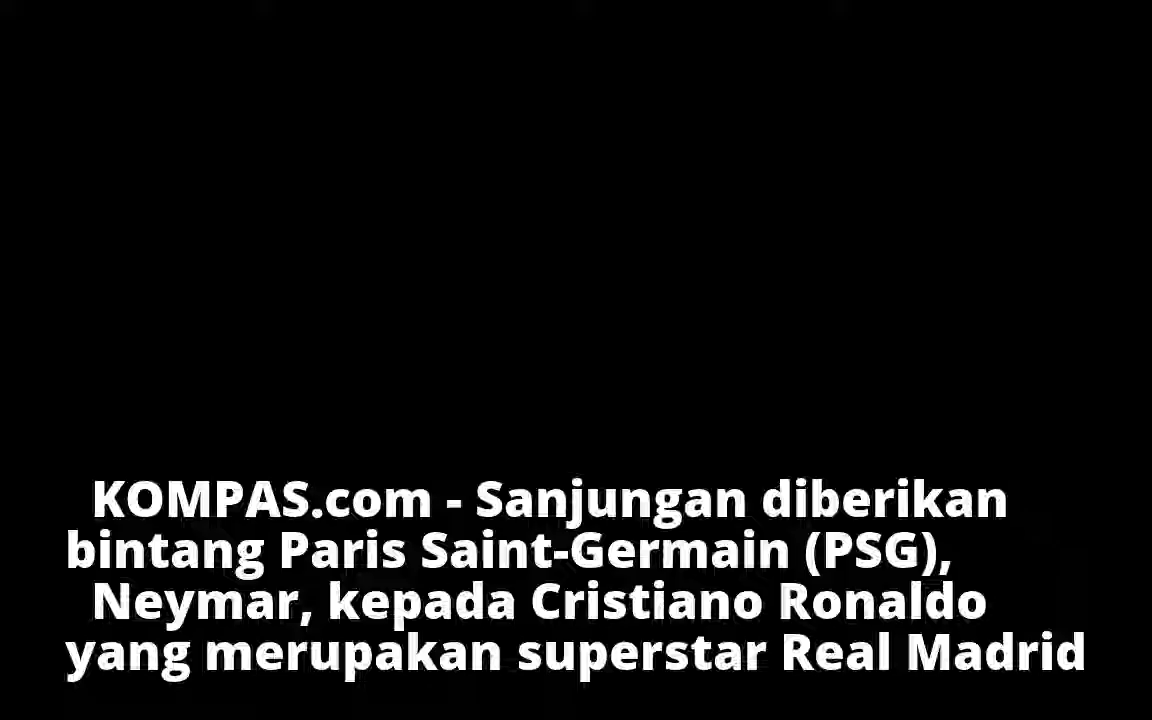 KOMPAS.com - Sanjungan diberikan
bintang Paris Saint-Germain (PSG),
Neymar, kepada Cristiano Ronaldo
yang merupakan superstar Real Madrid